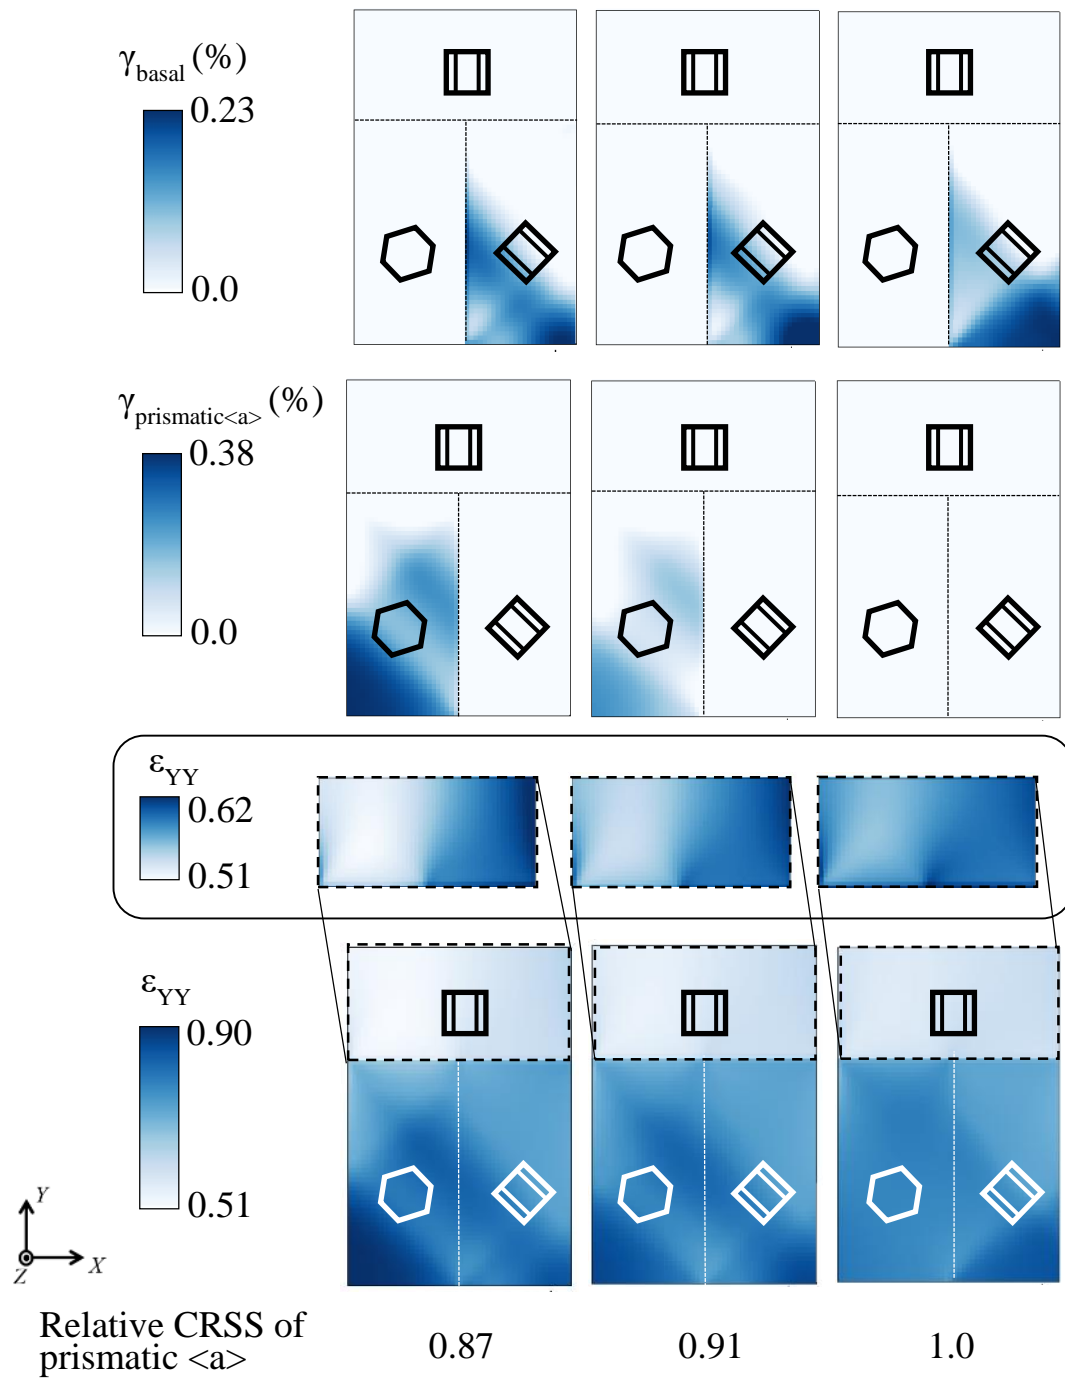 γbasal (%)
0.23
0.0
γprismatic<a> (%)
0.38
0.0
εYY
0.62
0.51
εYY
0.90
0.51
Y
Z
X
Relative CRSS of
prismatic <a>
0.87
0.91
1.0